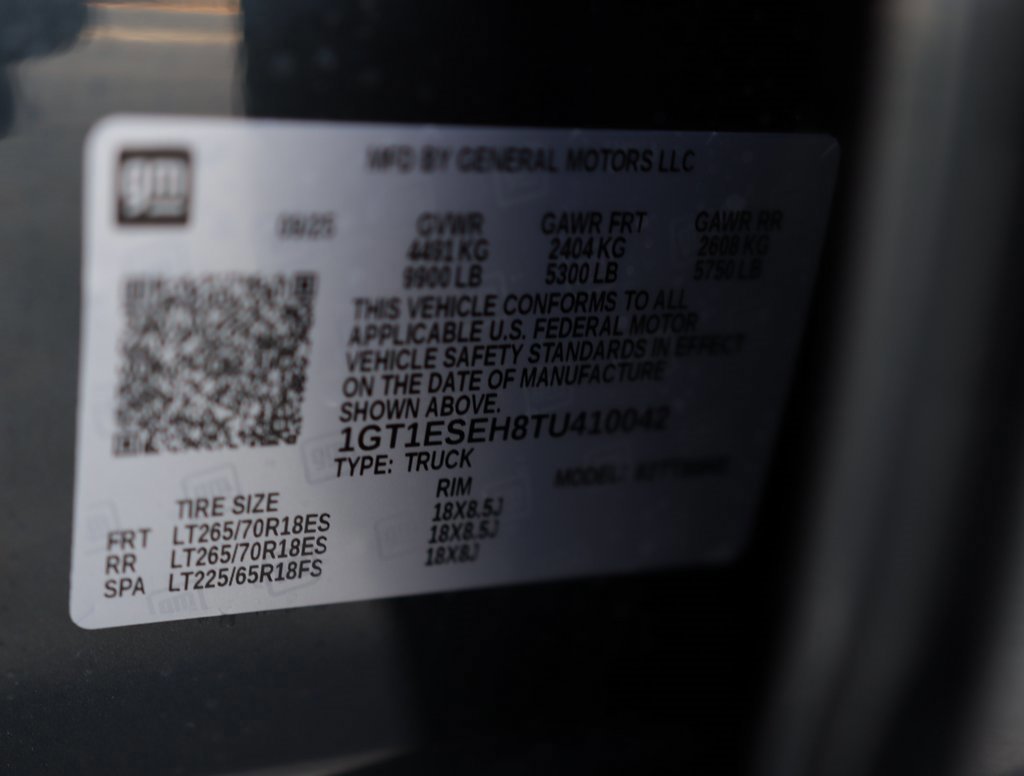 gm
MFD BY GENERAL MOTORS LLC
09/25 GVWR GAWR FRT GAWR RR
4491 KG 2404 KG 2608 KG
9900 LB 5300 LB 5750 LB
THIS VEHICLE CONFORMS TO ALL
APPLICABLE U.S. FEDERAL MOTOR
VEHICLE SAFETY STANDARDS IN EFFECT
ON THE DATE OF MANUFACTURE
SHOWN ABOVE.
1GT1ESEH8TU410042
TYPE: TRUCK MODEL:
TIRE SIZE RIM
FRT LT265/70R18ES 18X8.5J
RR LT265/70R18ES 18X8.5J
SPA LT225/65R18FS 18X8J